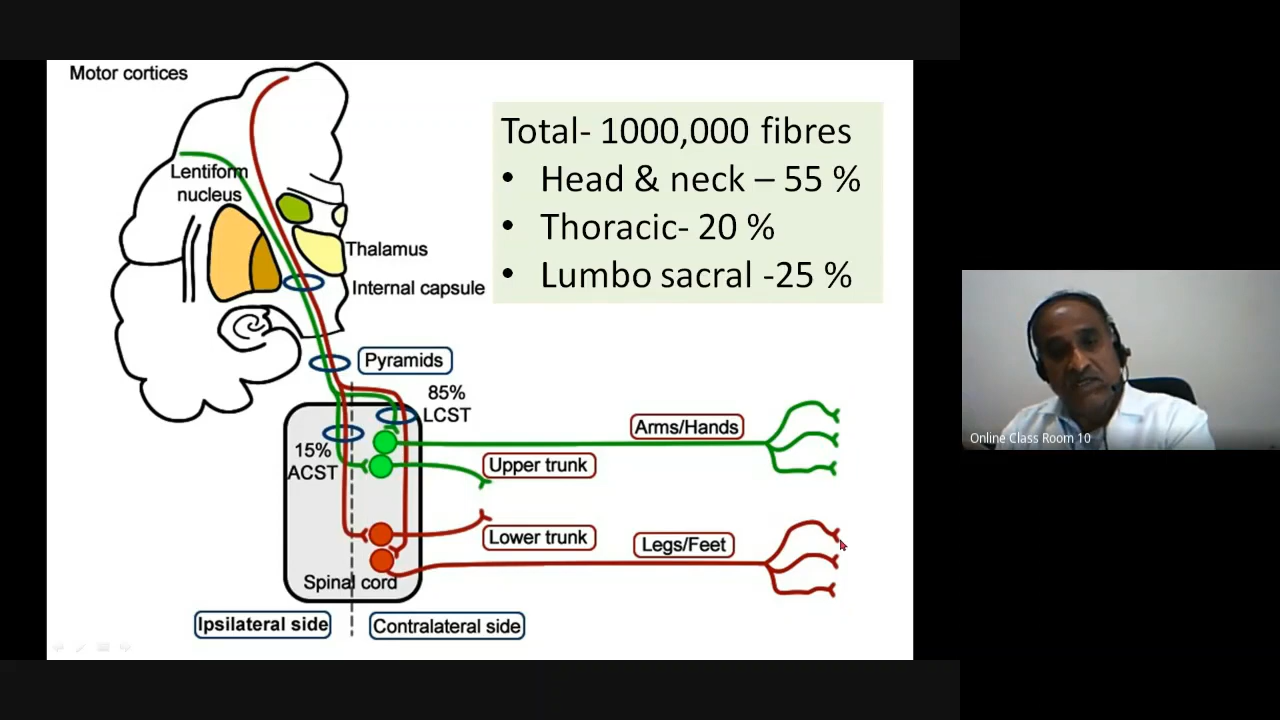 Motor cortices
Total- 1000,000 fibres
• Head & neck – 55 %
• Thoracic- 20 %
• Lumbo sacral -25 %
Lentiform
nucleus
Thalamus
Internal capsule
Pyramids
85%
LCST
15%
ACST
Arms/Hands
Upper trunk
Lower trunk
Legs/Feet
Spinal cord
Ipsilateral side
Contralateral side
Online Class Room 10